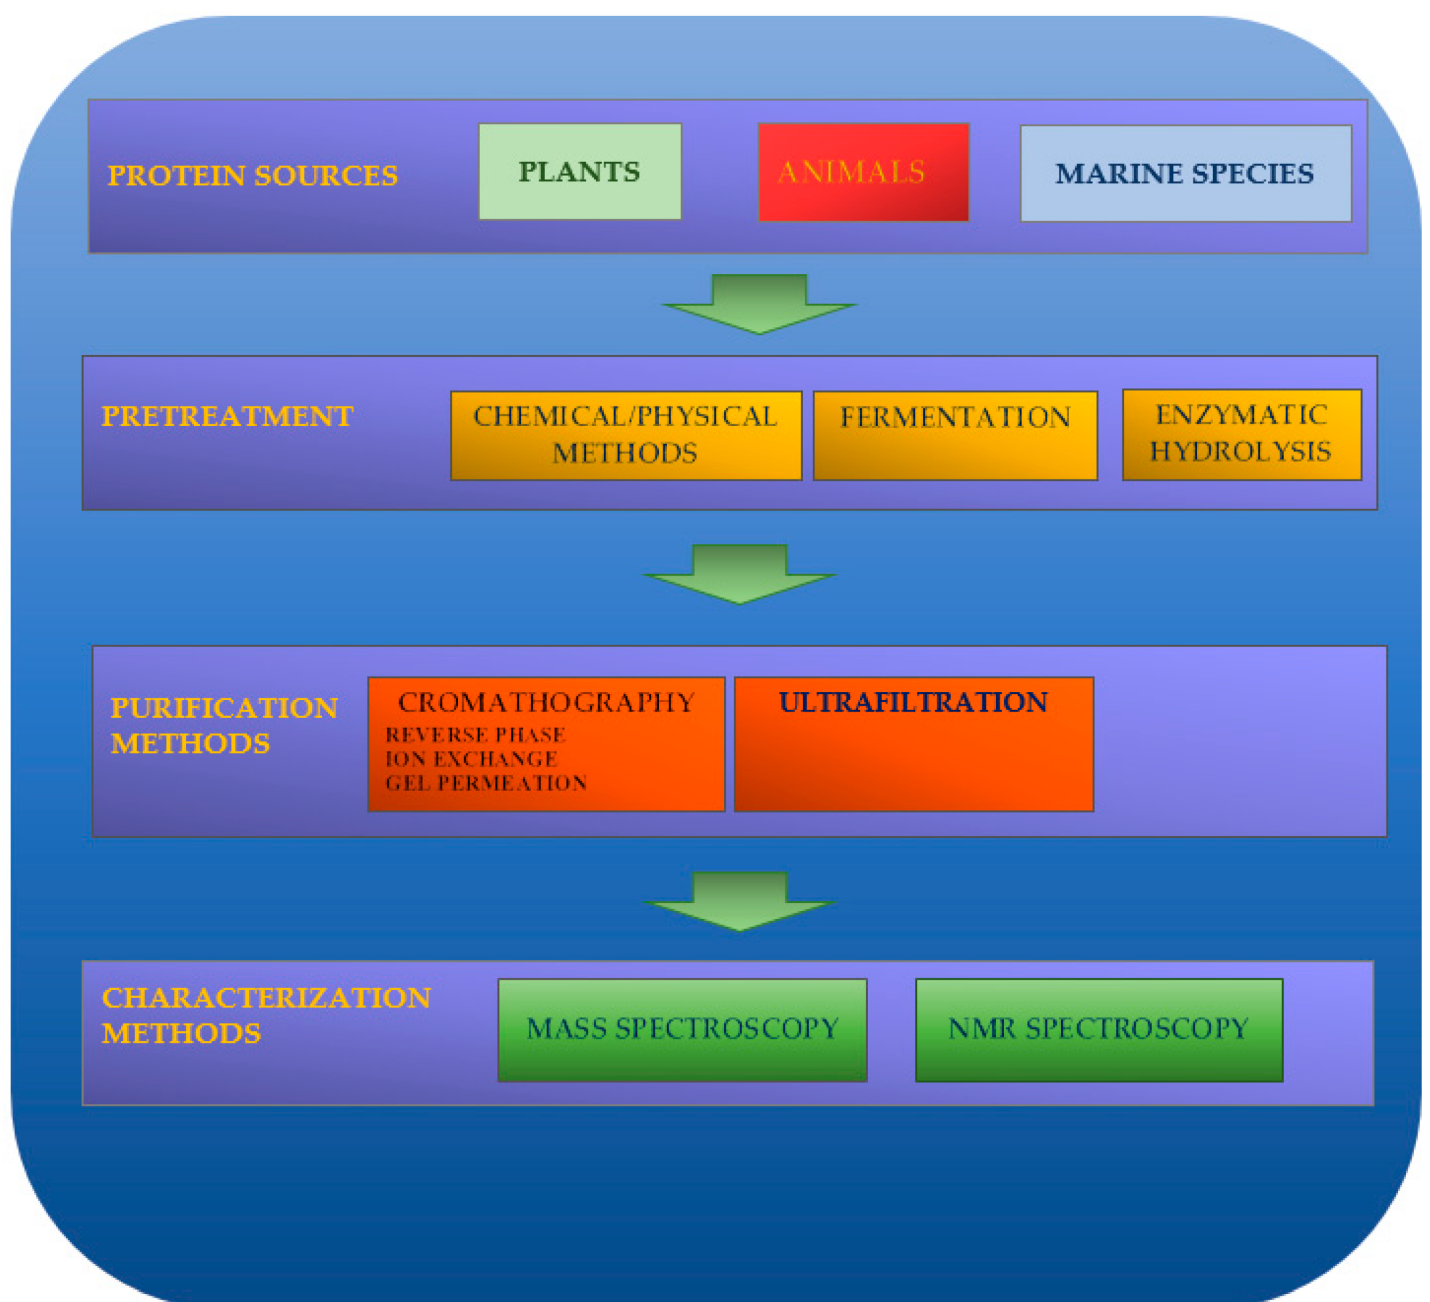 PROTEIN SOURCES
PLANTS
ANIMALS
MARINE SPECIES
PRETREATMENT
CHEMICAL/PHYSICAL
METHODS
FERMENTATION
ENZYMATIC
HYDROLYSIS
PURIFICATION
METHODS
CROMATHOGRAPHY
REVERSE PHASE
ION EXCHANGE
GEL PERMEATION
ULTRAFILTRATION
CHARACTERIZATION
METHODS
MASS SPECTROSCOPY
NMR SPECTROSCOPY